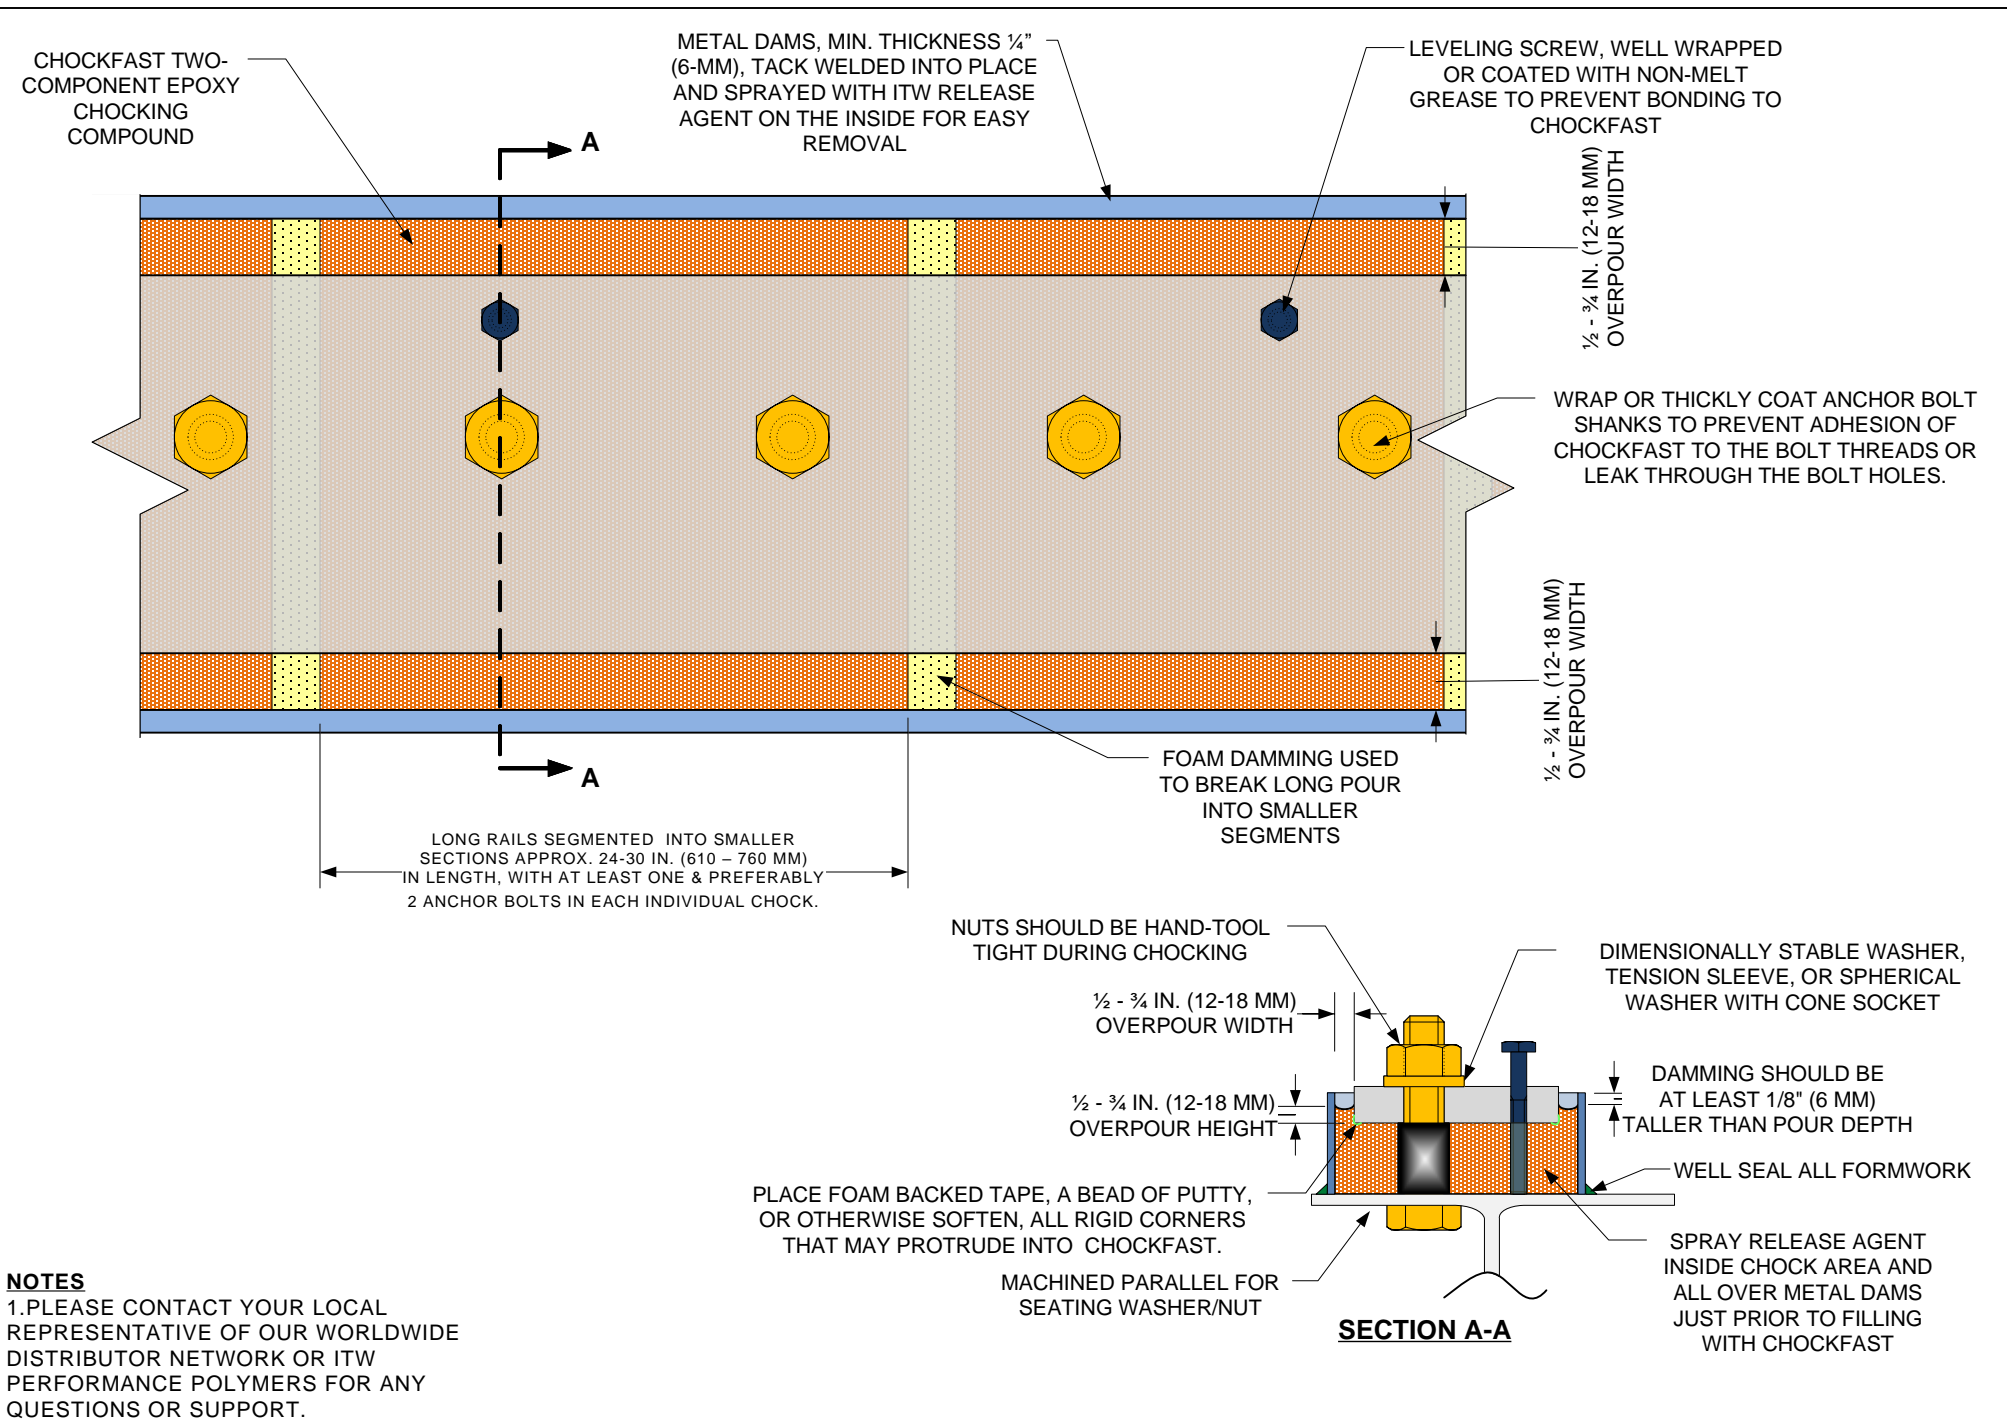 CHOCKFAST TWO-
COMPONENT EPOXY
CHOCKING
COMPOUND
METAL DAMS, MIN. THICKNESS ¼”
(6-MM), TACK WELDED INTO PLACE
AND SPRAYED WITH ITW RELEASE
AGENT ON THE INSIDE FOR EASY
REMOVAL
LEVELING SCREW, WELL WRAPPED
OR COATED WITH NON-MELT
GREASE TO PREVENT BONDING TO
CHOCKFAST
A
½ - ¾ IN. (12-18 MM)
OVERPOUR WIDTH
WRAP OR THICKLY COAT ANCHOR BOLT
SHANKS TO PREVENT ADHESION OF
CHOCKFAST TO THE BOLT THREADS OR
LEAK THROUGH THE BOLT HOLES.
½ - ¾ IN. (12-18 MM)
OVERPOUR WIDTH
A
FOAM DAMMING USED
TO BREAK LONG POUR
INTO SMALLER
SEGMENTS
LONG RAILS SEGMENTED  INTO SMALLER
SECTIONS APPROX. 24-30 IN. (610 – 760 MM)
IN LENGTH, WITH AT LEAST ONE & PREFERABLY
2 ANCHOR BOLTS IN EACH INDIVIDUAL CHOCK.
NUTS SHOULD BE HAND-TOOL
TIGHT DURING CHOCKING
DIMENSIONALLY STABLE WASHER,
TENSION SLEEVE, OR SPHERICAL
WASHER WITH CONE SOCKET
½ - ¾ IN. (12-18 MM)
OVERPOUR WIDTH
½ - ¾ IN. (12-18 MM)
OVERPOUR HEIGHT
DAMMING SHOULD BE
AT LEAST 1/8" (6 MM)
TALLER THAN POUR DEPTH
WELL SEAL ALL FORMWORK
PLACE FOAM BACKED TAPE, A BEAD OF PUTTY,
OR OTHERWISE SOFTEN, ALL RIGID CORNERS
THAT MAY PROTRUDE INTO  CHOCKFAST.
MACHINED PARALLEL FOR
SEATING WASHER/NUT
SPRAY RELEASE AGENT
INSIDE CHOCK AREA AND
ALL OVER METAL DAMS
JUST PRIOR TO FILLING
WITH CHOCKFAST
SECTION A-A
NOTES
1.PLEASE CONTACT YOUR LOCAL
REPRESENTATIVE OF OUR WORLDWIDE
DISTRIBUTOR NETWORK OR ITW
PERFORMANCE POLYMERS FOR ANY
QUESTIONS OR SUPPORT.